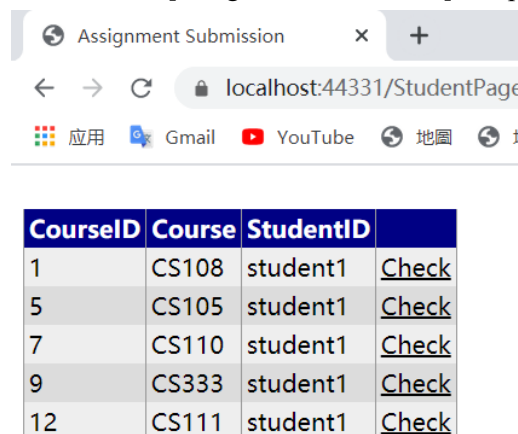 Assignment Submission
localhost:44331/StudentPage
应用 Gmail YouTube 地圖
CourseID Course StudentID
1 CS108 student1 Check
5 CS105 student1 Check
7 CS110 student1 Check
9 CS333 student1 Check
12 CS111 student1 Check